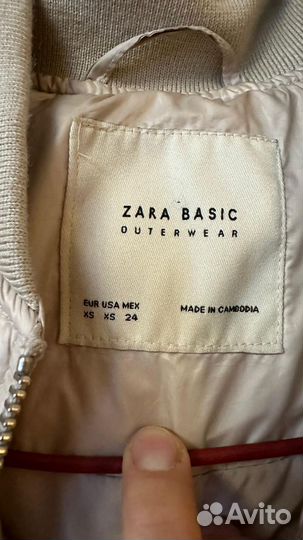 ZARA BASIC
OUTERWEAR
EUR USA MEX
XS XS 24
MADE IN CAMBODIA
Avito